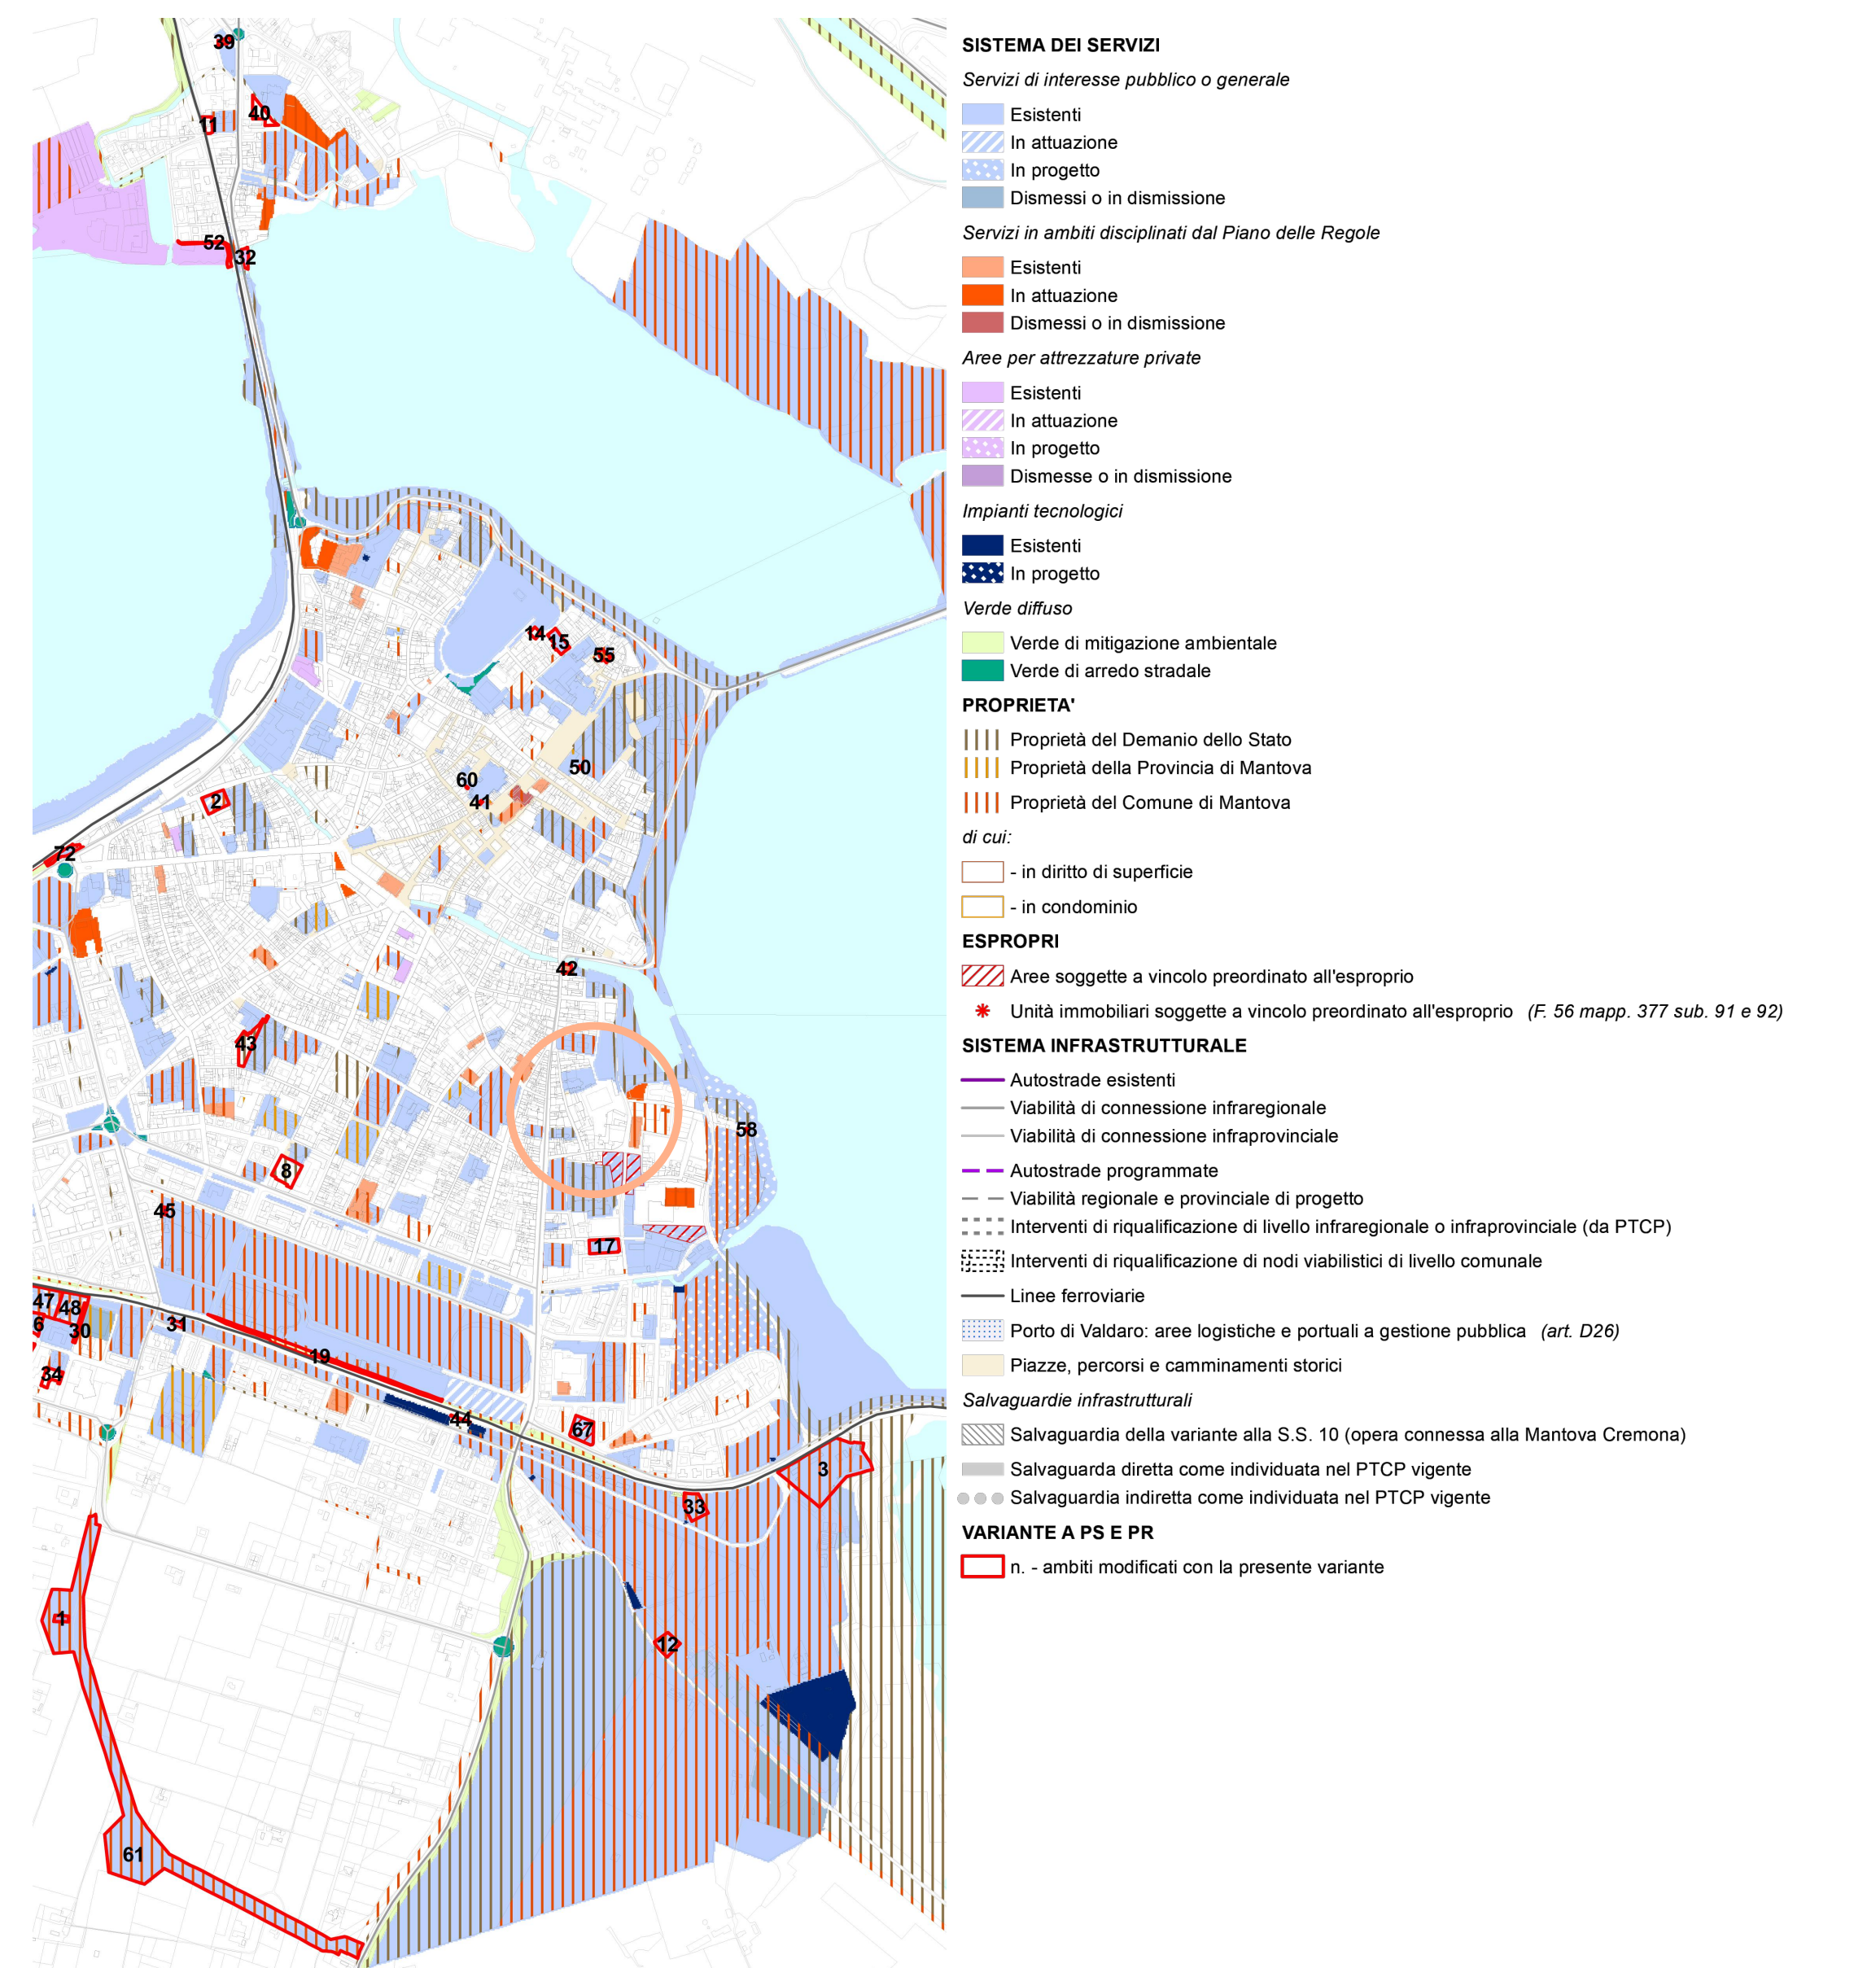 39
40
11
52
32
14
15
55
50
60
41
2
72
42
43
58
8
45
17
47
48
6
30
31
19
34
44
67
3
33
1
12
61
SISTEMA DEI SERVIZI
Servizi di interesse pubblico o generale
Esistenti
In attuazione
In progetto
Dismessi o in dismissione
Servizi in ambiti disciplinati dal Piano delle Regole
Esistenti
In attuazione
Dismessi o in dismissione
Aree per attrezzature private
Esistenti
In attuazione
In progetto
Dismesse o in dismissione
Impianti tecnologici
Esistenti
In progetto
Verde diffuso
Verde di mitigazione ambientale
Verde di arredo stradale
PROPRIETA'
Proprietà del Demanio dello Stato
Proprietà della Provincia di Mantova
Proprietà del Comune di Mantova
di cui:
- in diritto di superficie
- in condominio
ESPROPRI
Aree soggette a vincolo preordinato all'esproprio
Unità immobiliari soggette a vincolo preordinato all'esproprio (F. 56 mapp. 377 sub. 91 e 92)
SISTEMA INFRASTRUTTURALE
Autostrade esistenti
Viabilità di connessione infraregionale
Viabilità di connessione infraprovinciale
Autostrade programmate
Viabilità regionale e provinciale di progetto
Interventi di riqualificazione di livello infraregionale o infraprovinciale (da PTCP)
Interventi di riqualificazione di nodi viabilistici di livello comunale
Linee ferroviarie
Porto di Valdaro: aree logistiche e portuali a gestione pubblica (art. D26)
Piazze, percorsi e camminamenti storici
Salvaguardie infrastrutturali
Salvaguardia della variante alla S.S. 10 (opera connessa alla Mantova Cremona)
Salvaguarda diretta come individuata nel PTCP vigente
Salvaguardia indiretta come individuata nel PTCP vigente
VARIANTE A PS E PR
n. - ambiti modificati con la presente variante